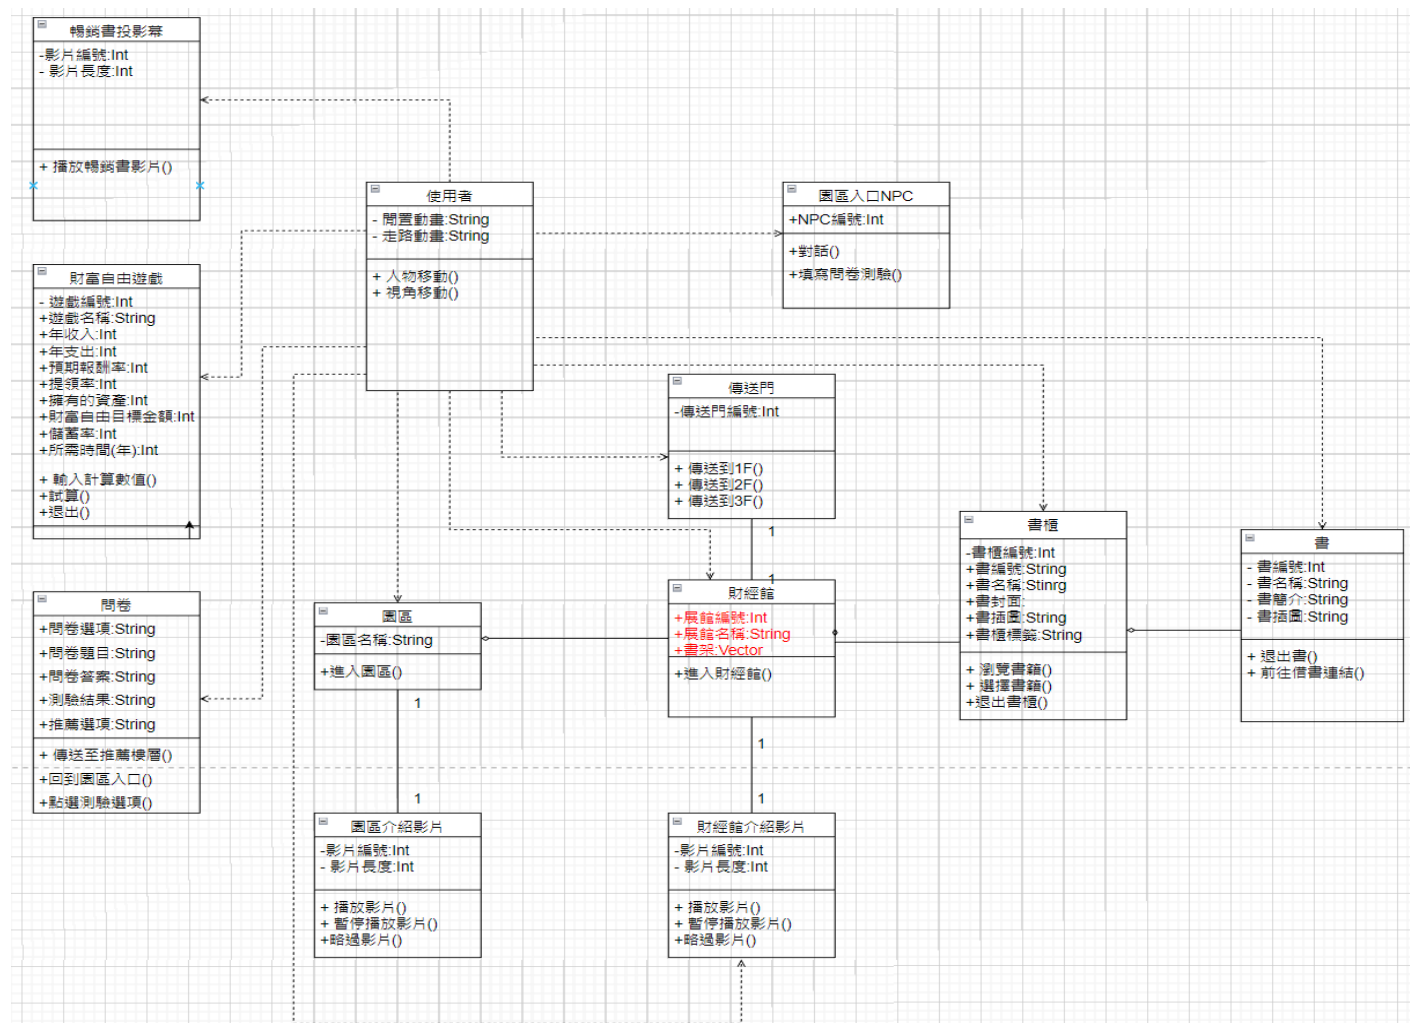 暢銷書投影幕
-影片編號:Int
- 影片長度:Int
+ 播放暢銷書影片()
使用者
- 閒置動畫:String
- 走路動畫:String
+ 人物移動()
+ 視角移動()
園區入口NPC
+NPC編號:Int
+對話()
+填寫問卷測驗()
財富自由遊戲
- 遊戲編號:Int
+遊戲名稱:String
+年收入:Int
+年支出:Int
+預期報酬率:Int
+提領率:Int
+擁有的資產:Int
+財富自由目標金額:Int
+儲蓄率:Int
+所需時間(年):Int
+ 輸入計算數值()
+試算()
+退出()
傳送門
-傳送門編號:Int
+ 傳送到1F()
+ 傳送到2F()
+ 傳送到3F()
1
1
書櫃
-書櫃編號:Int
+書編號:String
+書名稱:Stinrg
+書封面:
+書插圖:String
+書櫃標籤:String
+ 瀏覽書籍()
+ 選擇書籍()
+退出書櫃()
書
- 書編號:Int
- 書名稱:String
- 書簡介:String
- 書插圖:String
+ 退出書()
+ 前往借書連結()
財經館
+展館編號:Int
+展館名稱:String
+書架:Vector
+進入財經館()
園區
-園區名稱:String
+進入園區()
問卷
+問卷選項:String
+問卷題目:String
+問卷答案:String
+測驗結果:String
+推薦選項:String
+ 傳送至推薦樓層()
+回到園區入口()
+點選測驗選項()
1
1
1
1
園區介紹影片
-影片編號:Int
- 影片長度:Int
+ 播放影片()
+ 暫停播放影片()
+略過影片()
財經館介紹影片
-影片編號:Int
- 影片長度:Int
+ 播放影片()
+ 暫停播放影片()
+略過影片()